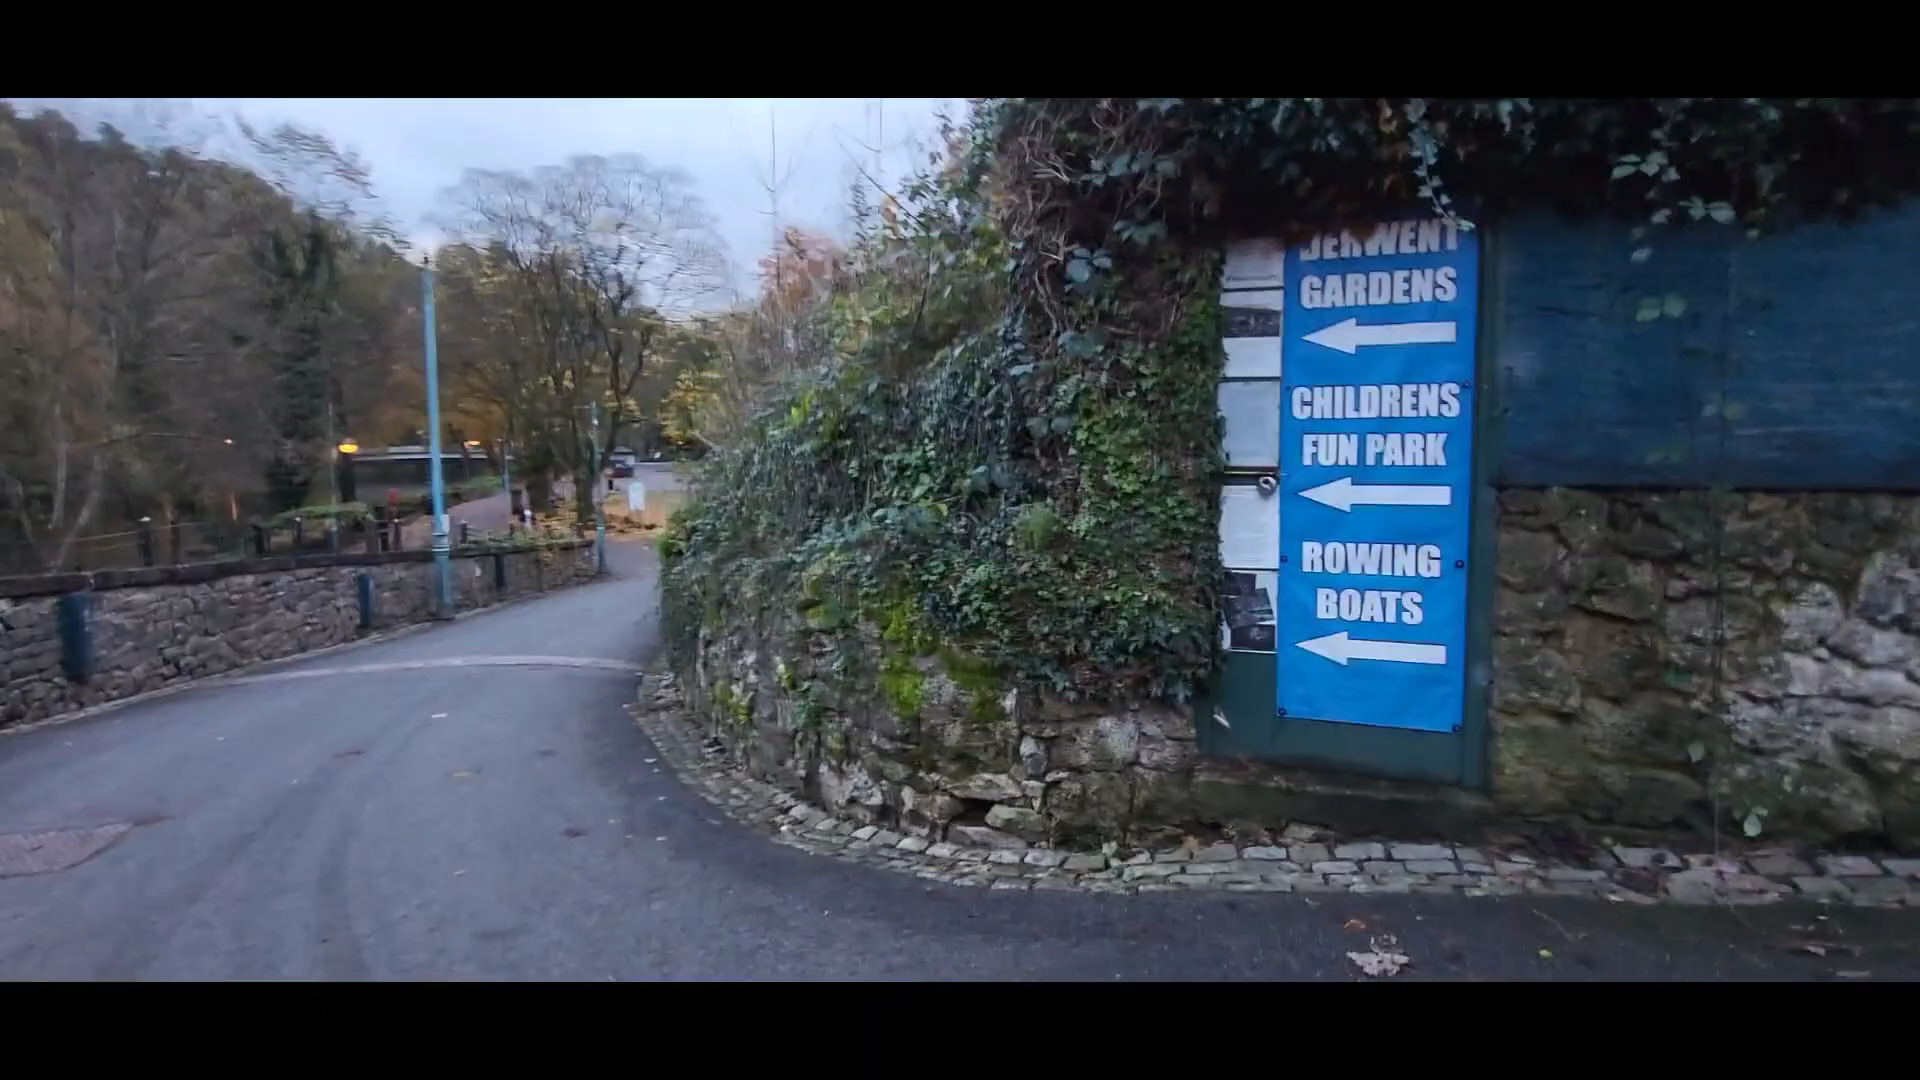 DERWENT
GARDENS
CHILDRENS
FUN PARK
ROWING
BOATS